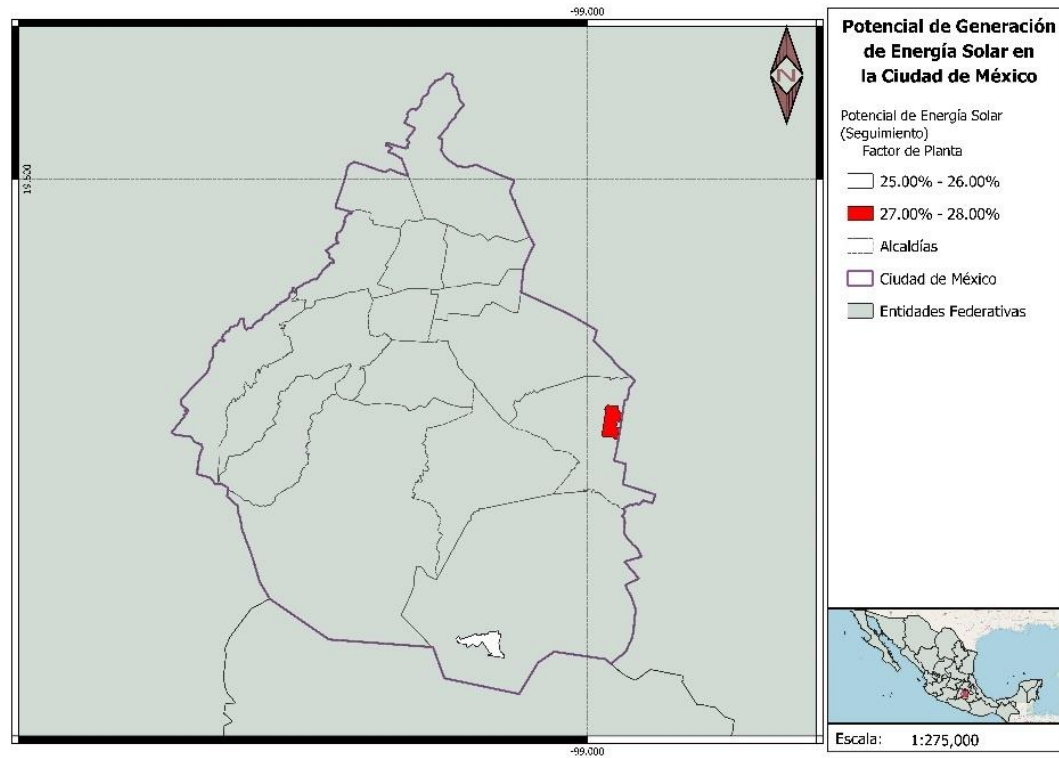 -99.000
19.500
N
-99.000
Potencial de Generación
de Energía Solar en
la Ciudad de México
Potencial de Energía Solar
(Seguimiento)
Factor de Planta
25.00% - 26.00%
27.00% - 28.00%
Alcaldías
Ciudad de México
Entidades Federativas
Escala: 1:275,000